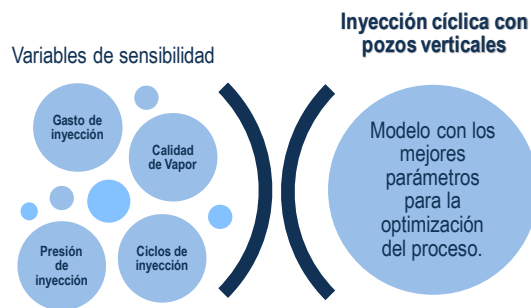 Inyección cíclica con
pozos verticales
Variables de sensibilidad
Gasto de
inyección
Calidad
de Vapor
Presión
de
inyección
Ciclos de
inyección
Modelo con los
mejores
parámetros
para la
optimización
del proceso.